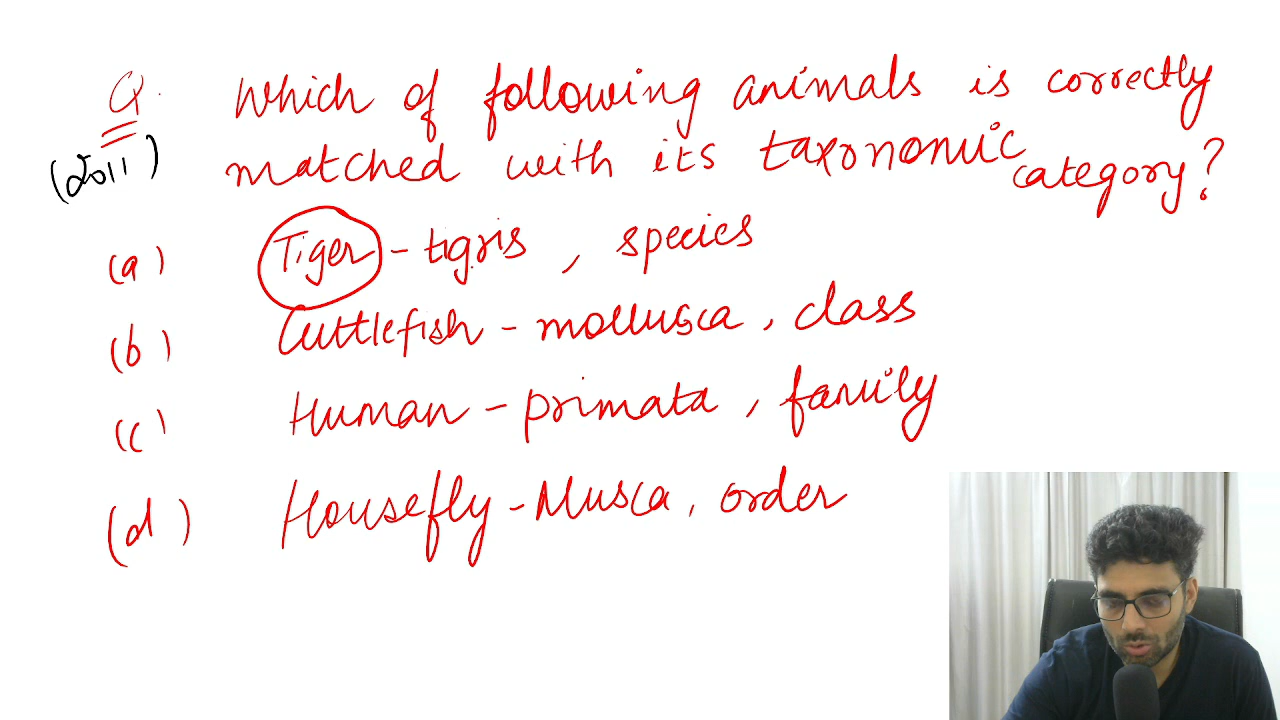 Q. Which of following animals is correctly
(2011) matched with its taxonomic category?
(a) Tiger - tigris, species
(b) Cuttlefish - mollusca, class
(c) Human - primata, family
(d) Housefly - Musca, order